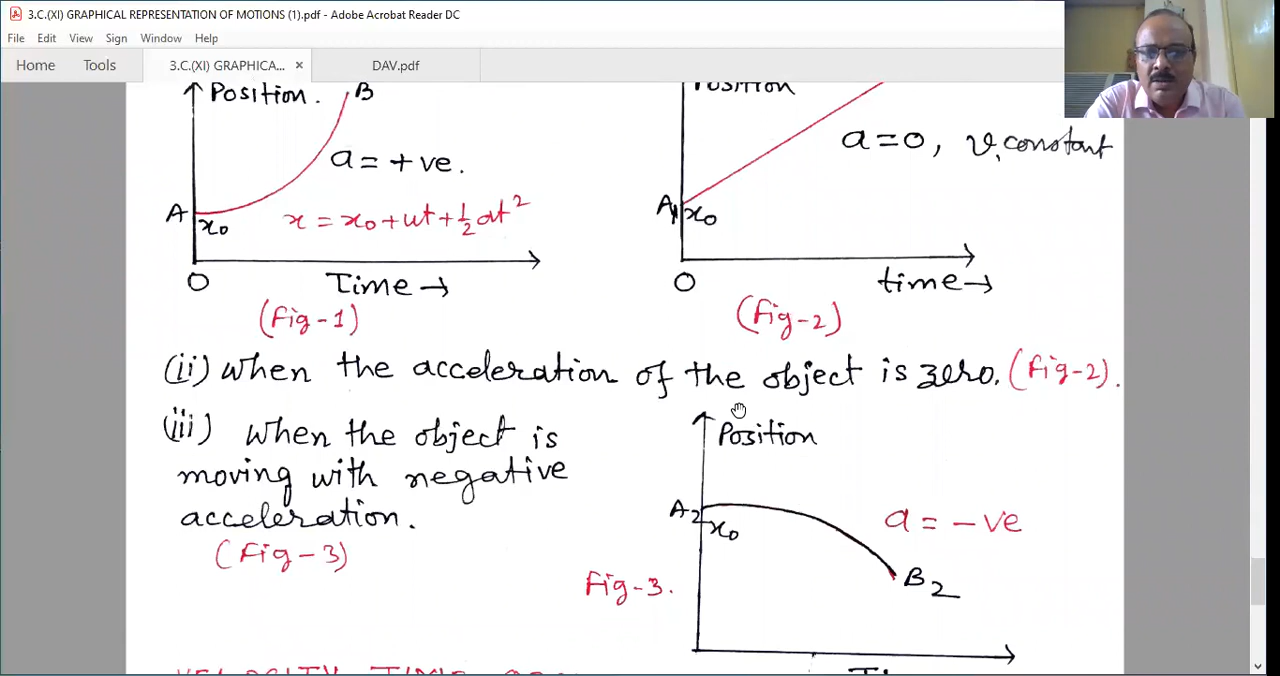 3.C.(XI) GRAPHICAL REPRESENTATION OF MOTIONS (1).pdf - Adobe Acrobat Reader DC
File Edit View Sign Window Help
Home Tools 3.C.(XI) GRAPHICA... × DAV.pdf
Position. B
a = +ve.
A
x₀
x = x₀ + ut + ½at²
O Time →
(Fig-1)
Position
a = 0, v, constant
A₁ x₀
O time →
(Fig-2)
(ii) when the acceleration of the object is zero. (Fig-2).
(iii) when the object is
moving with negative
acceleration.
(Fig-3)
Position
A₂
x₀
a = -ve
B₂
Fig-3.